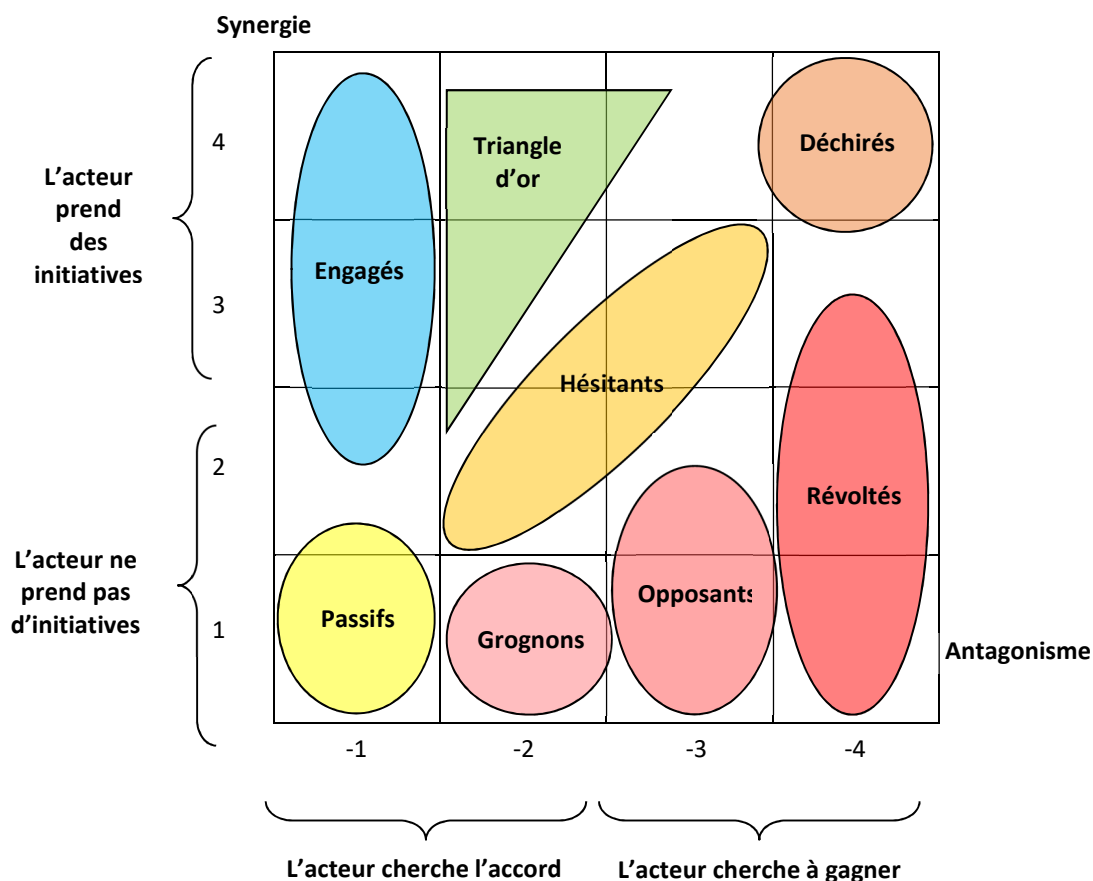 Synergie
4
L'acteur
prend
des
initiatives
3
2
L'acteur ne
prend pas
d'initiatives
1
Engagés
Triangle
d'or
Déchirés
Hésitants
Révoltés
Passifs
Grognons
Opposants
Antagonisme
-1
-2
-3
-4
L'acteur cherche l'accord
L'acteur cherche à gagner